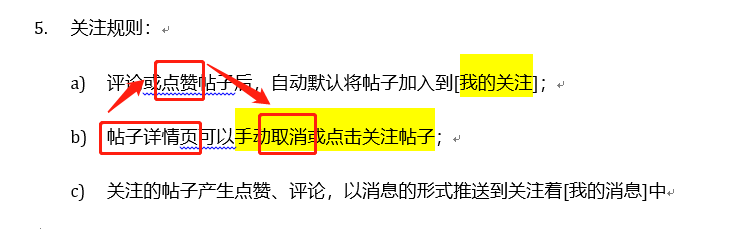 5. 关注规则：
a) 评论或点赞帖子后，自动默认将帖子加入到[我的关注]；
b) 帖子详情页可以手动取消或点击关注帖子；
c) 关注的帖子产生点赞、评论，以消息的形式推送到关注着[我的消息]中